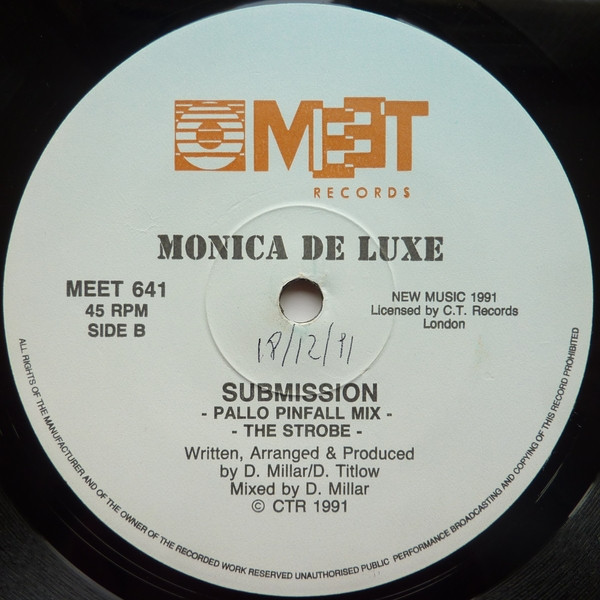 MEET
RECORDS
MONICA DE LUXE
MEET 641
45 RPM
SIDE B
NEW MUSIC 1991
Licensed by C.T. Records
London
18/12/91
SUBMISSION
- PALLO PINFALL MIX -
- THE STROBE -
Written, Arranged & Produced
by D. Millar/D. Titlow
Mixed by D. Millar
© CTR 1991
ALL RIGHTS OF THE MANUFACTURER AND OF THE OWNER OF THE RECORDED WORK RESERVED UNAUTHORISED PUBLIC PERFORMANCE BROADCASTING AND COPYING OF THIS RECORD PROHIBITED